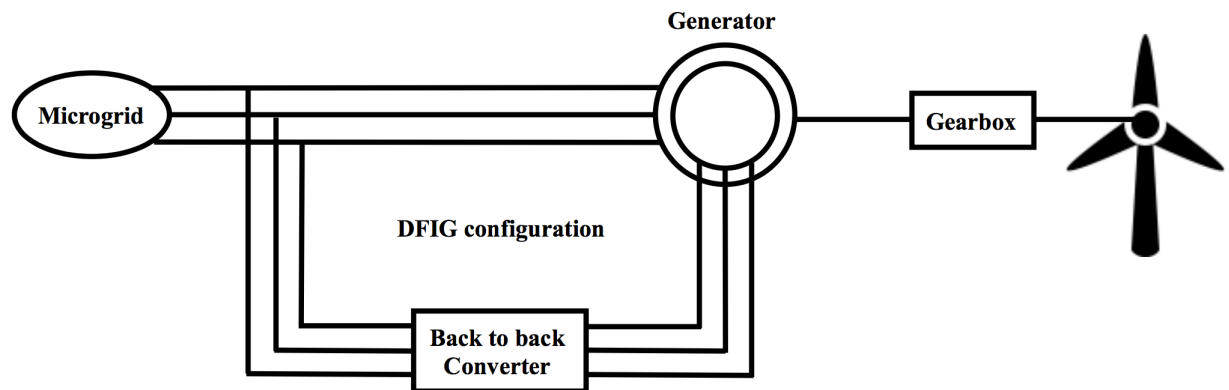 Generator
Microgrid
Gearbox
DFIG configuration
Back to back
Converter